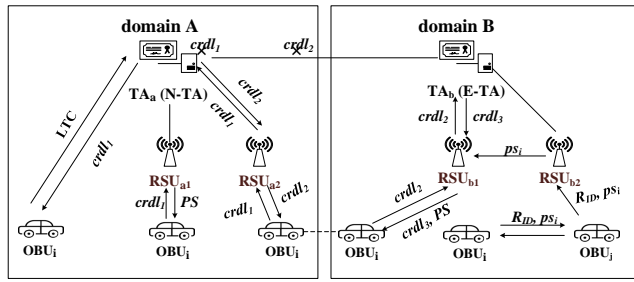 domain A
domain B
crdl1
crdl2
TAa (N-TA)
TAb (E-TA)
LTC
crdl1
crdl2
crdl1
crdl2
crdl3
psi
RSUa1
RSUa2
RSUb1
RSUb2
crdl1
PS
crdl1
crdl2
crdl2
crdl3, PS
RID, psi
RID, psi
OBUi
OBUi
OBUi
OBUi
OBUi
OBUj